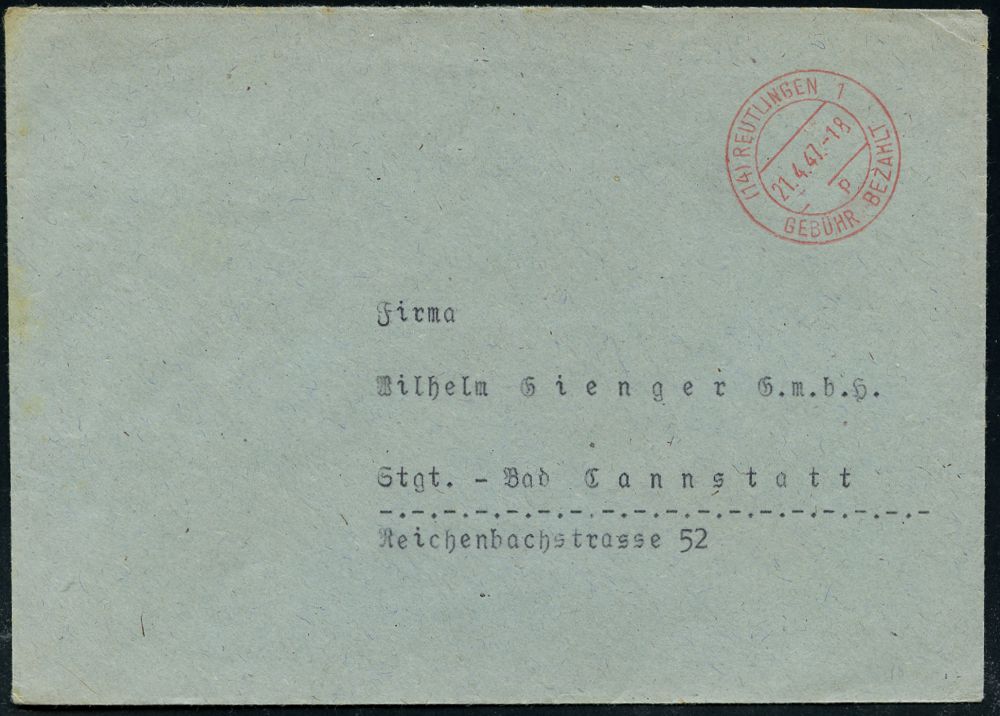 (14) REUTLINGEN 1
21.4.47.-18
P
GEBÜHR BEZAHLT
Firma
Wilhelm Gienger G.m.b.H.
Stgt. - Bad Cannstatt
-.-.-.-.-.-.-.-.-.-.-.-.-.-.-.-.-.-
Reichenbachstrasse 52